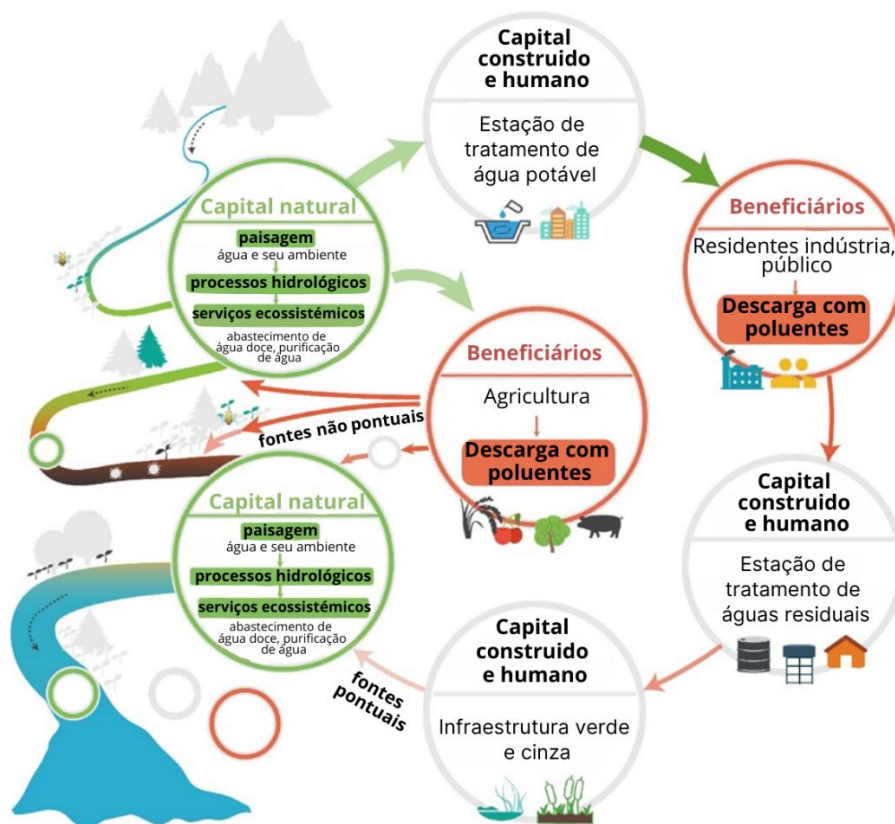 Capital
construido
e humano
Estação de
tratamento de
água potável
Capital natural
paisagem
água e seu ambiente
processos hidrológicos
serviços ecossistémicos
abastecimento de
água doce, purificação
de água
Beneficiários
Residentes indústria,
público
Descarga com
poluentes
Beneficiários
Agricultura
Descarga com
poluentes
fontes não pontuais
Capital natural
paisagem
água e seu ambiente
processos hidrológicos
serviços ecossistémicos
abastecimento de
água doce, purificação
de água
Capital
construido
e humano
Estação de
tratamento de
águas residuais
Capital
construido
e humano
Infraestrutura verde
e cinza
fontes
pontuais